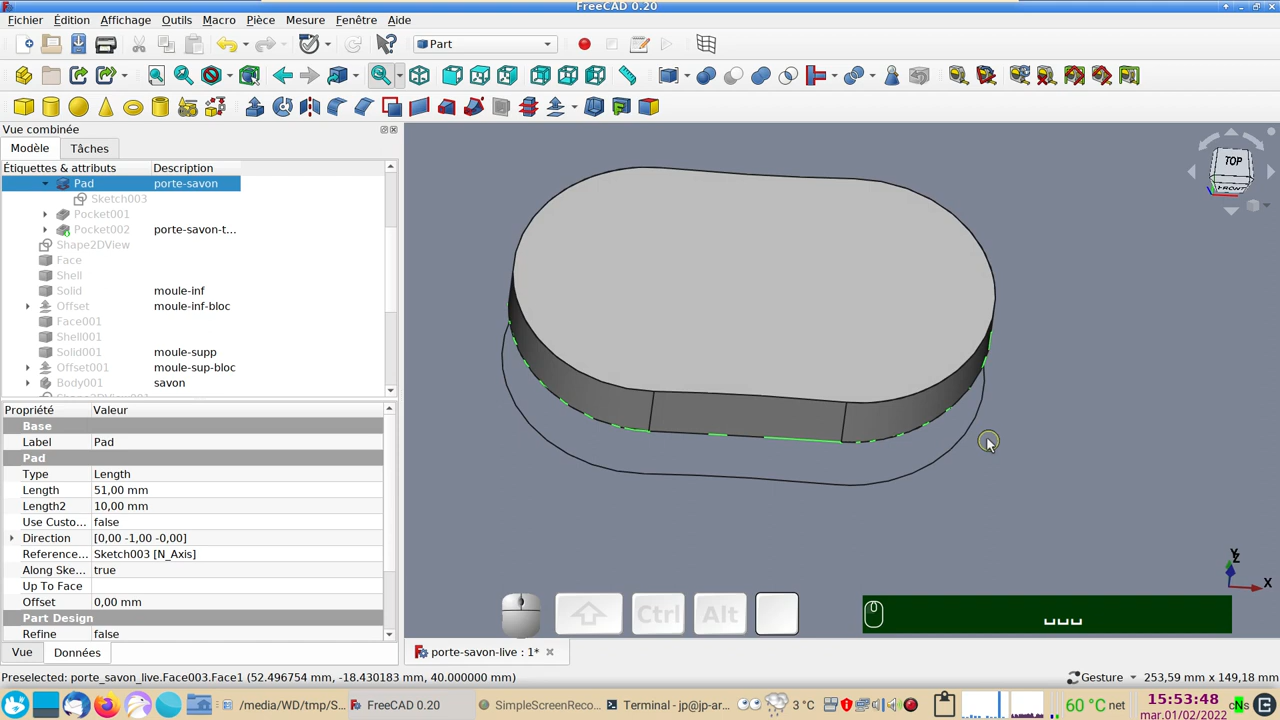 FreeCAD 0.20
Fichier Édition Affichage Outils Macro Pièce Mesure Fenêtre Aide
Part
Vue combinée
Modèle Tâches
Étiquettes & attributs Description
Pad porte-savon
Sketch003
Pocket001
Pocket002 porte-savon-t...
Shape2DView
Face
Shell
Solid moule-inf
Offset moule-inf-bloc
Face001
Shell001
Solid001 moule-supp
Offset001 moule-sup-bloc
Body001 savon
Propriété Valeur
Base
Label Pad
Pad
Type Length
Length 51,00 mm
Length2 10,00 mm
Use Custo... false
Direction [0,00 -1,00 -0,00]
Reference... Sketch003 [N_Axis]
Along Ske... true
Up To Face
Offset 0,00 mm
Part Design
Refine false
Vue Données
TOP
FRONT
Y
Z
X
Ctrl Alt
porte-savon-live : 1*
Preselected: porte_savon_live.Face003.Face1 (52.496754 mm, -18.430183 mm, 40.000000 mm)
Gesture 253,59 mm x 149,18 mm
/media/WD/tmp/S... FreeCAD 0.20 SimpleScreenReco... Terminal - jp@jp-ar... 3 °C 60 °C net 15:53:48 cNs
mar.01/02/2022